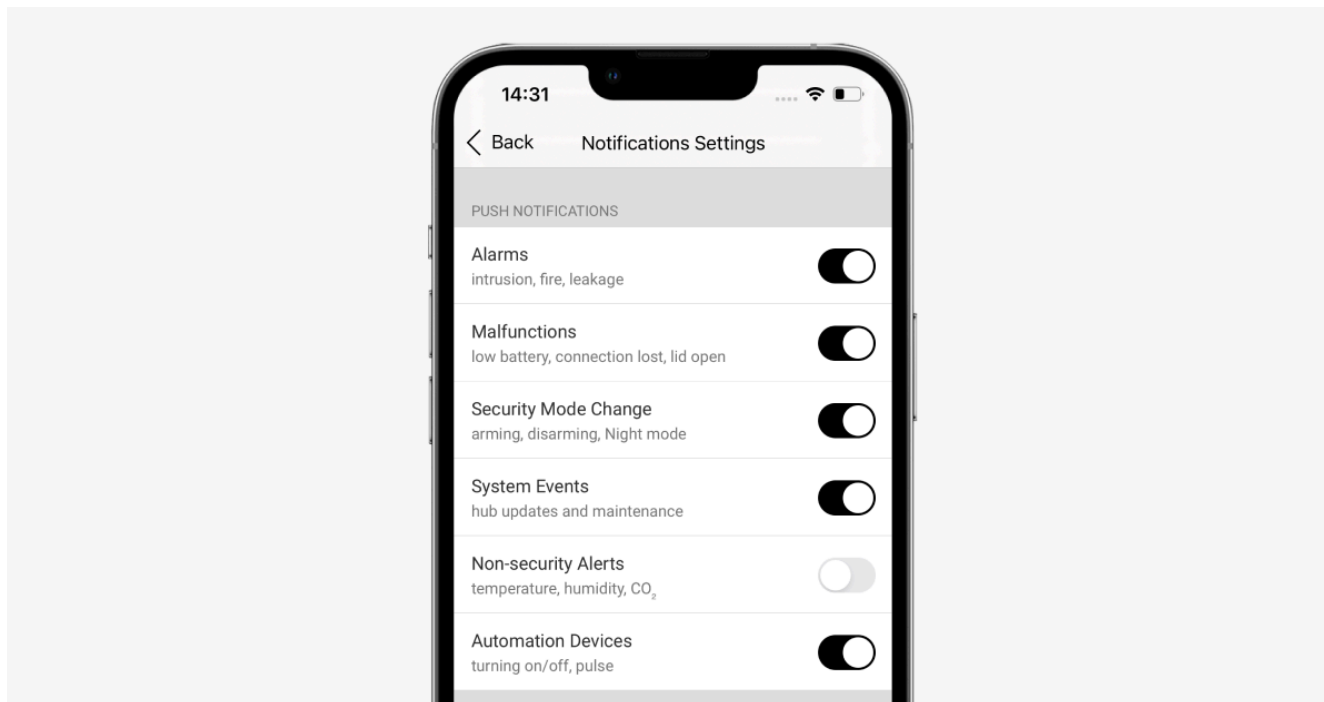 14:31
Back Notifications Settings
PUSH NOTIFICATIONS
Alarms
intrusion, fire, leakage
Malfunctions
low battery, connection lost, lid open
Security Mode Change
arming, disarming, Night mode
System Events
hub updates and maintenance
Non-security Alerts
temperature, humidity, CO₂
Automation Devices
turning on/off, pulse